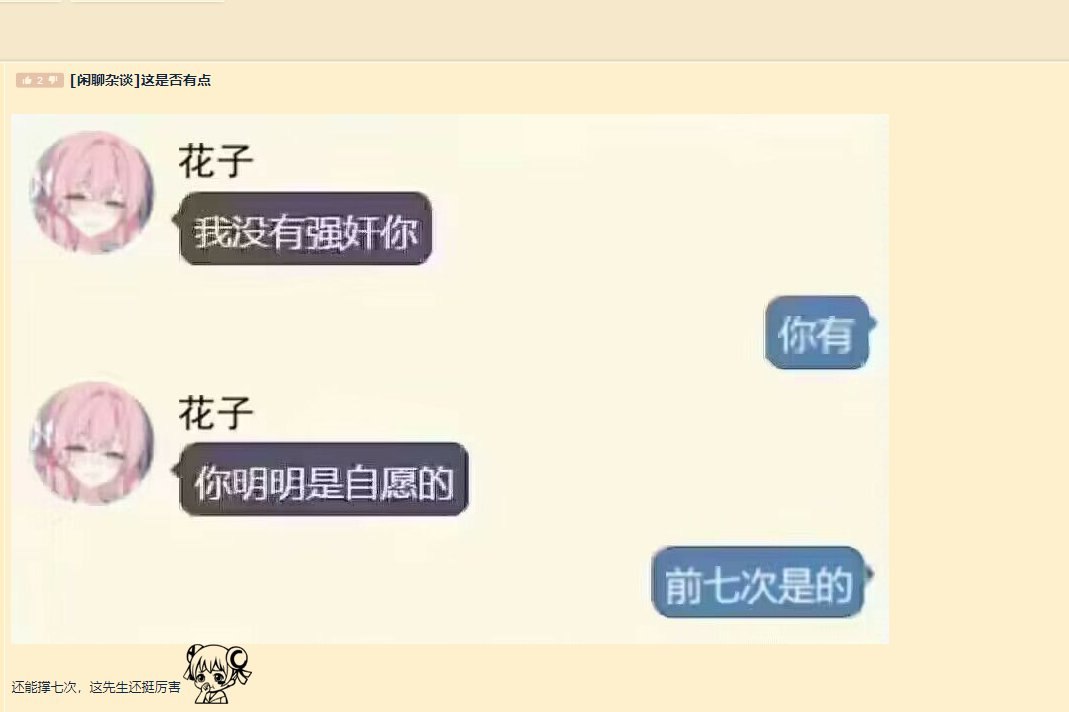 2
[闲聊杂谈]这是否有点
花子
我没有强奸你
你有
花子
你明明是自愿的
前七次是的
还能撑七次，这先生还挺厉害